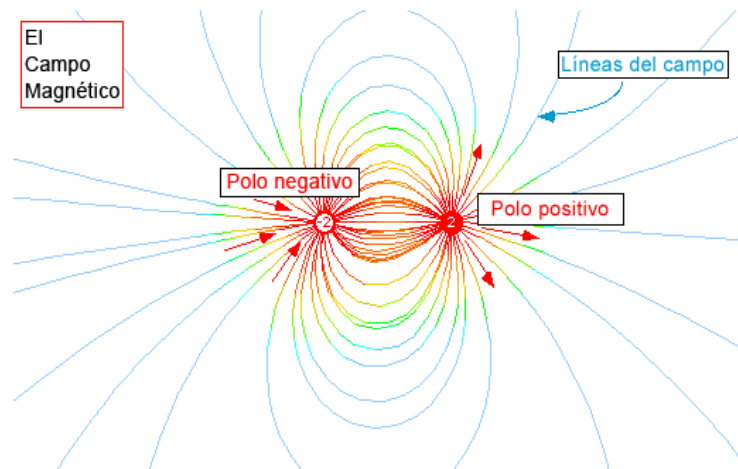 El
Campo
Magnético
Líneas del campo
Polo negativo
Polo positivo
-2
2